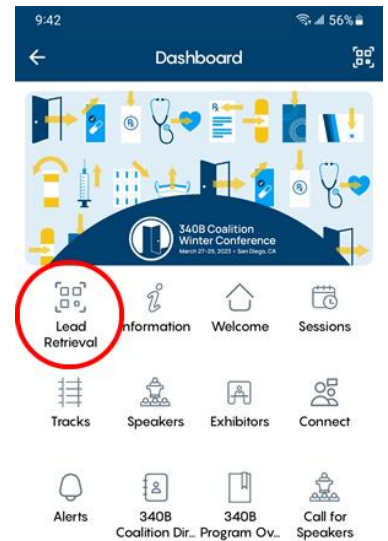 9:42 56%
Dashboard
340B Coalition
Winter Conference
March 27-29, 2023 • San Diego, CA
Lead
Retrieval
Information
Welcome
Sessions
Tracks
Speakers
Exhibitors
Connect
Alerts
340B
Coalition Dir...
340B
Program Ov...
Call for
Speakers